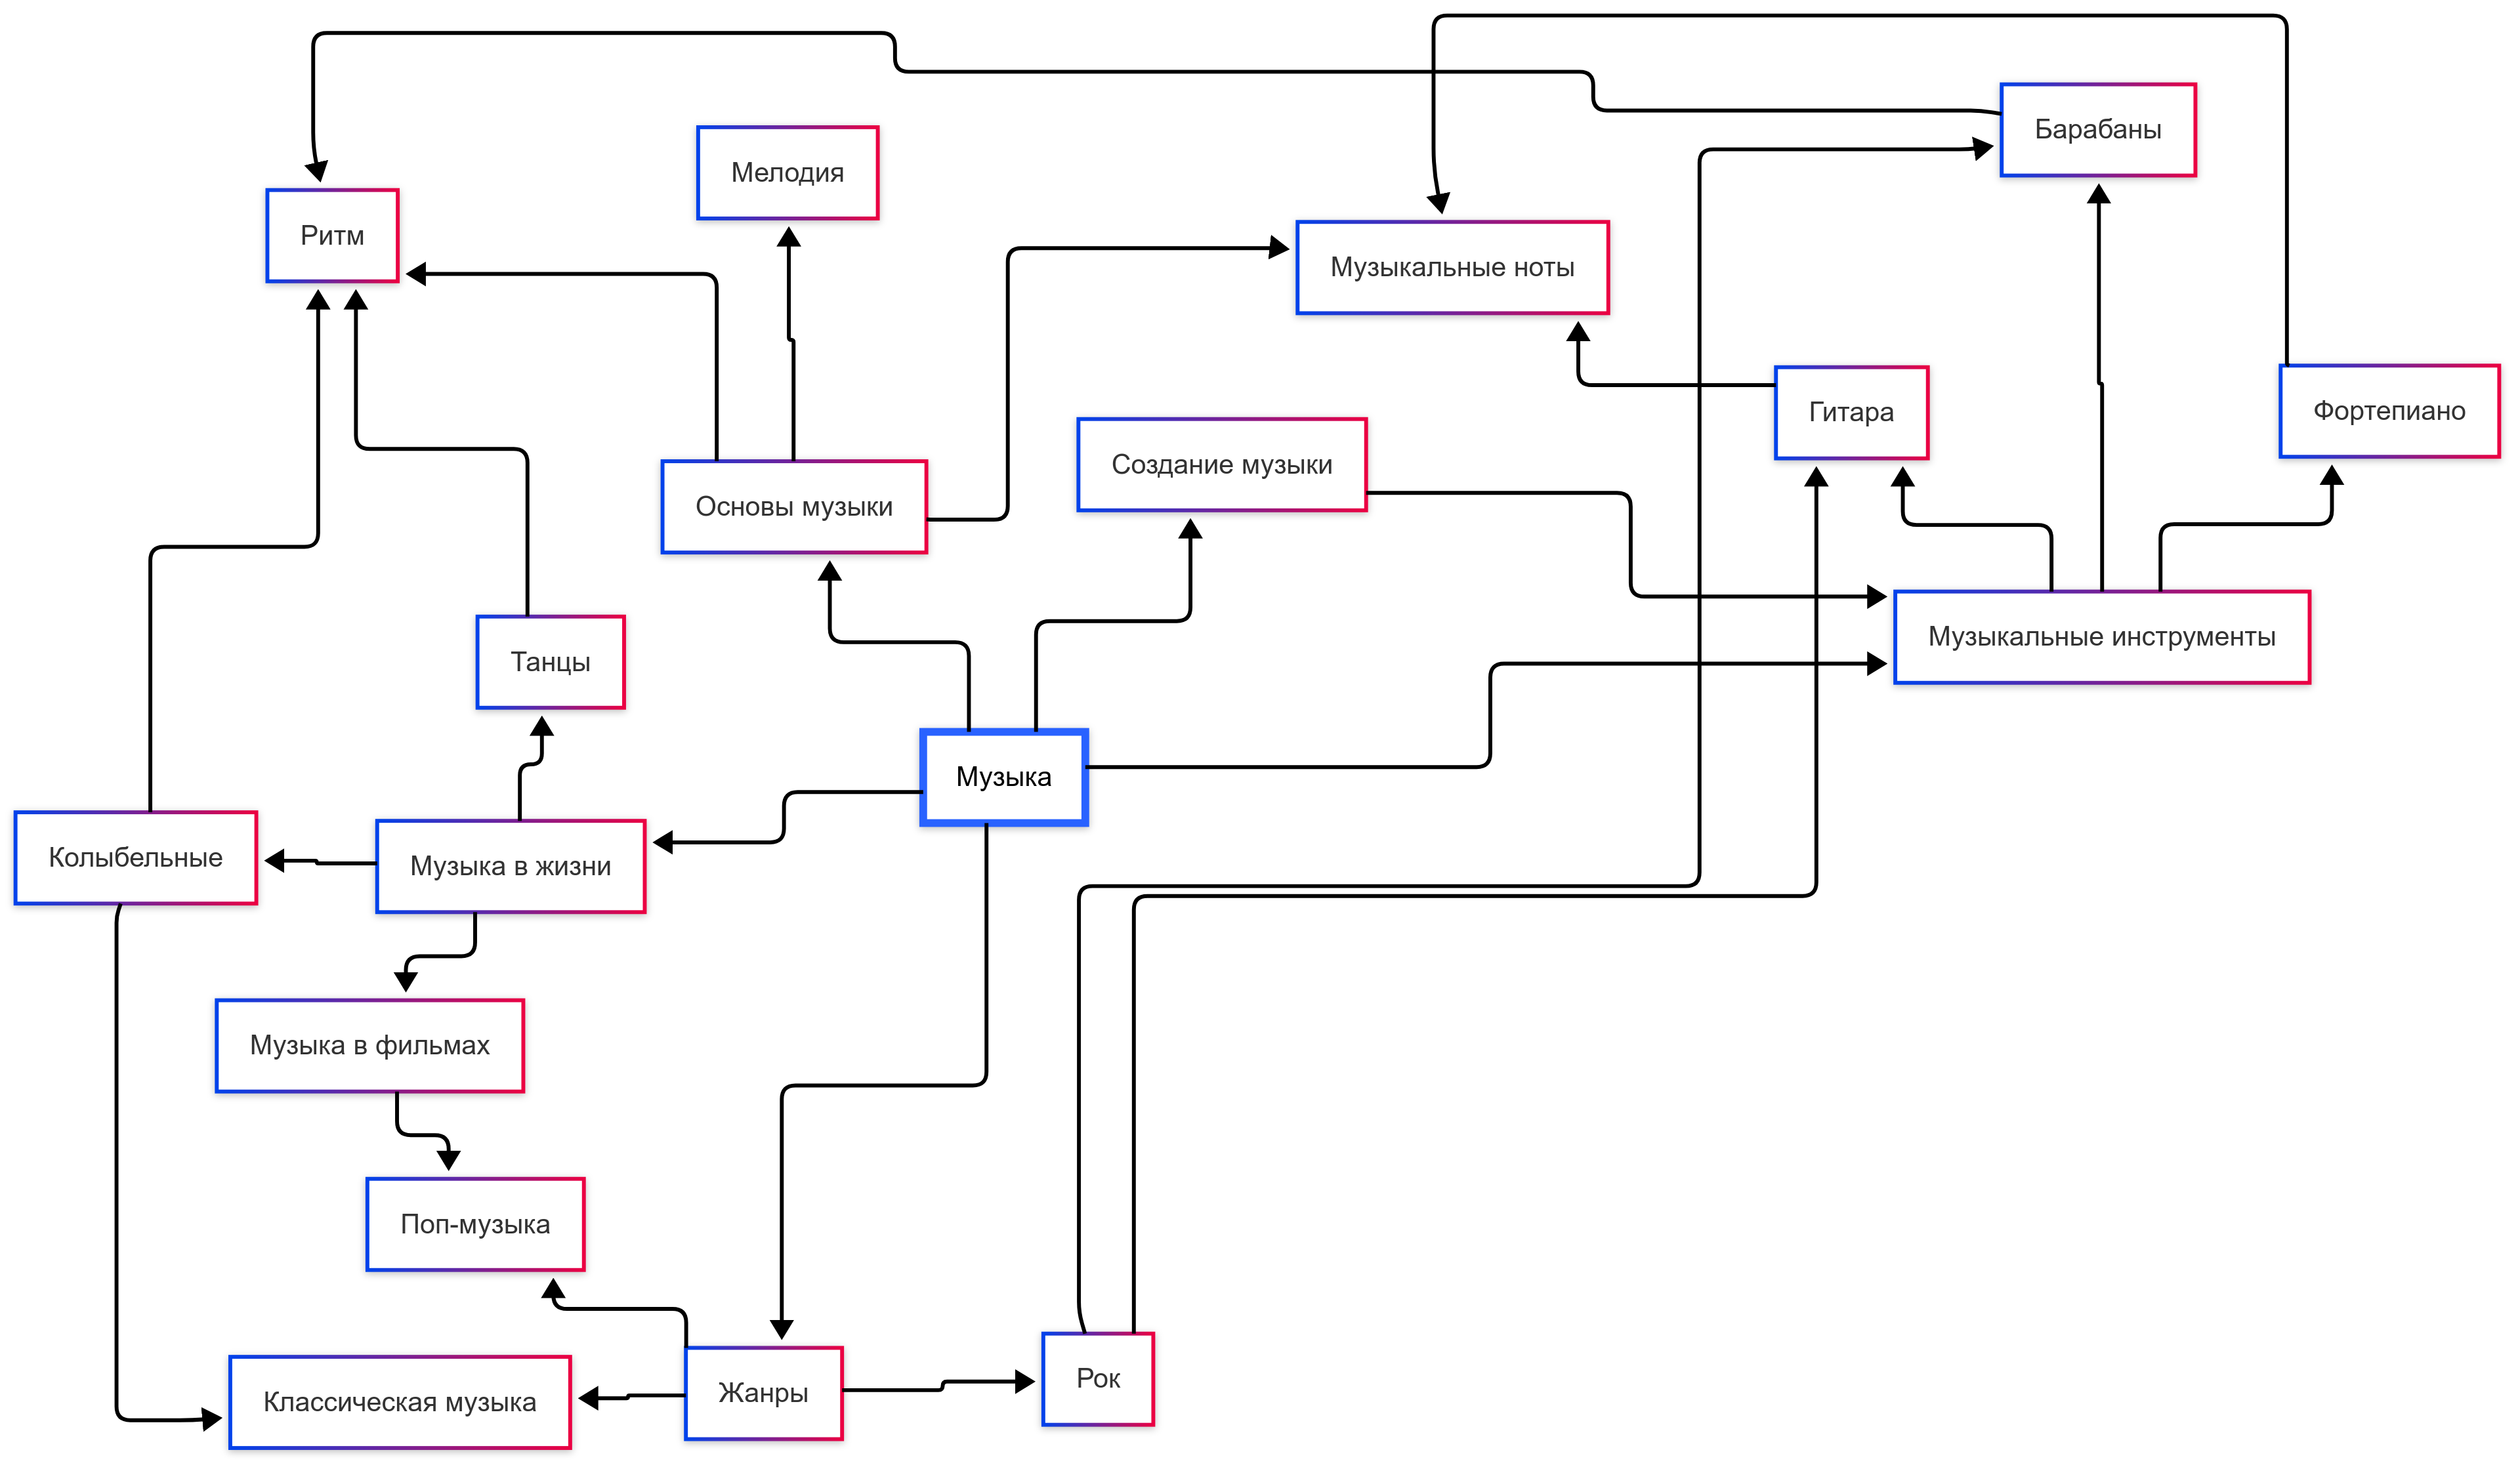 Барабаны
Мелодия
Ритм
Музыкальные ноты
Гитара
Фортепиано
Создание музыки
Основы музыки
Музыкальные инструменты
Танцы
Музыка
Колыбельные
Музыка в жизни
Музыка в фильмах
Поп-музыка
Рок
Жанры
Классическая музыка